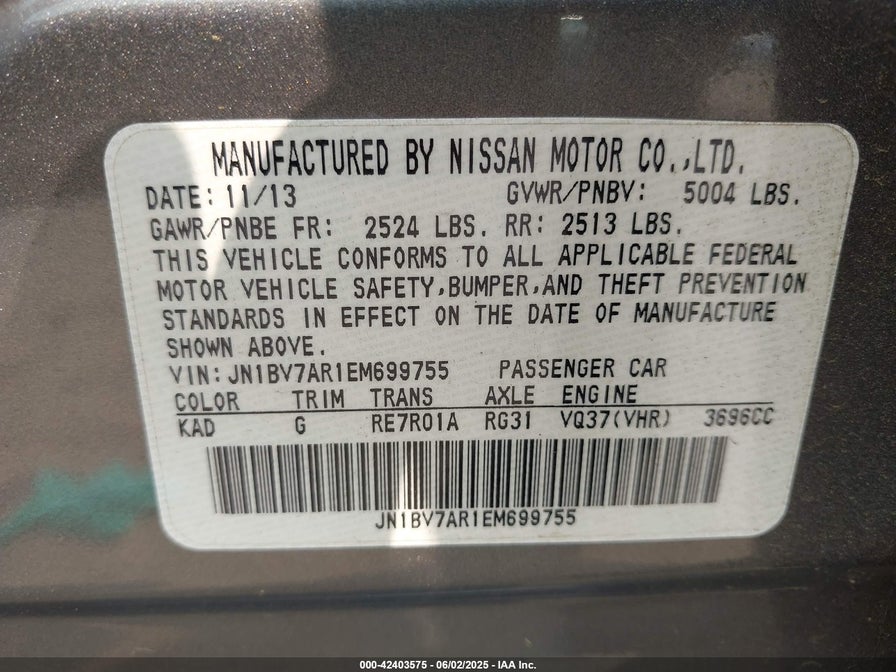 MANUFACTURED BY NISSAN MOTOR CO.,LTD.
DATE: 11/13 GVWR/PNBV: 5004 LBS.
GAWR/PNBE FR: 2524 LBS. RR: 2513 LBS.
THIS VEHICLE CONFORMS TO ALL APPLICABLE FEDERAL
MOTOR VEHICLE SAFETY,BUMPER,AND THEFT PREVENTION
STANDARDS IN EFFECT ON THE DATE OF MANUFACTURE
SHOWN ABOVE.
VIN: JN1BV7AR1EM699755 PASSENGER CAR
COLOR TRIM TRANS AXLE ENGINE
KAD G RE7R01A RG31 VQ37(VHR) 3696CC
JN1BV7AR1EM699755
000-42403575 - 06/02/2025 - IAA Inc.